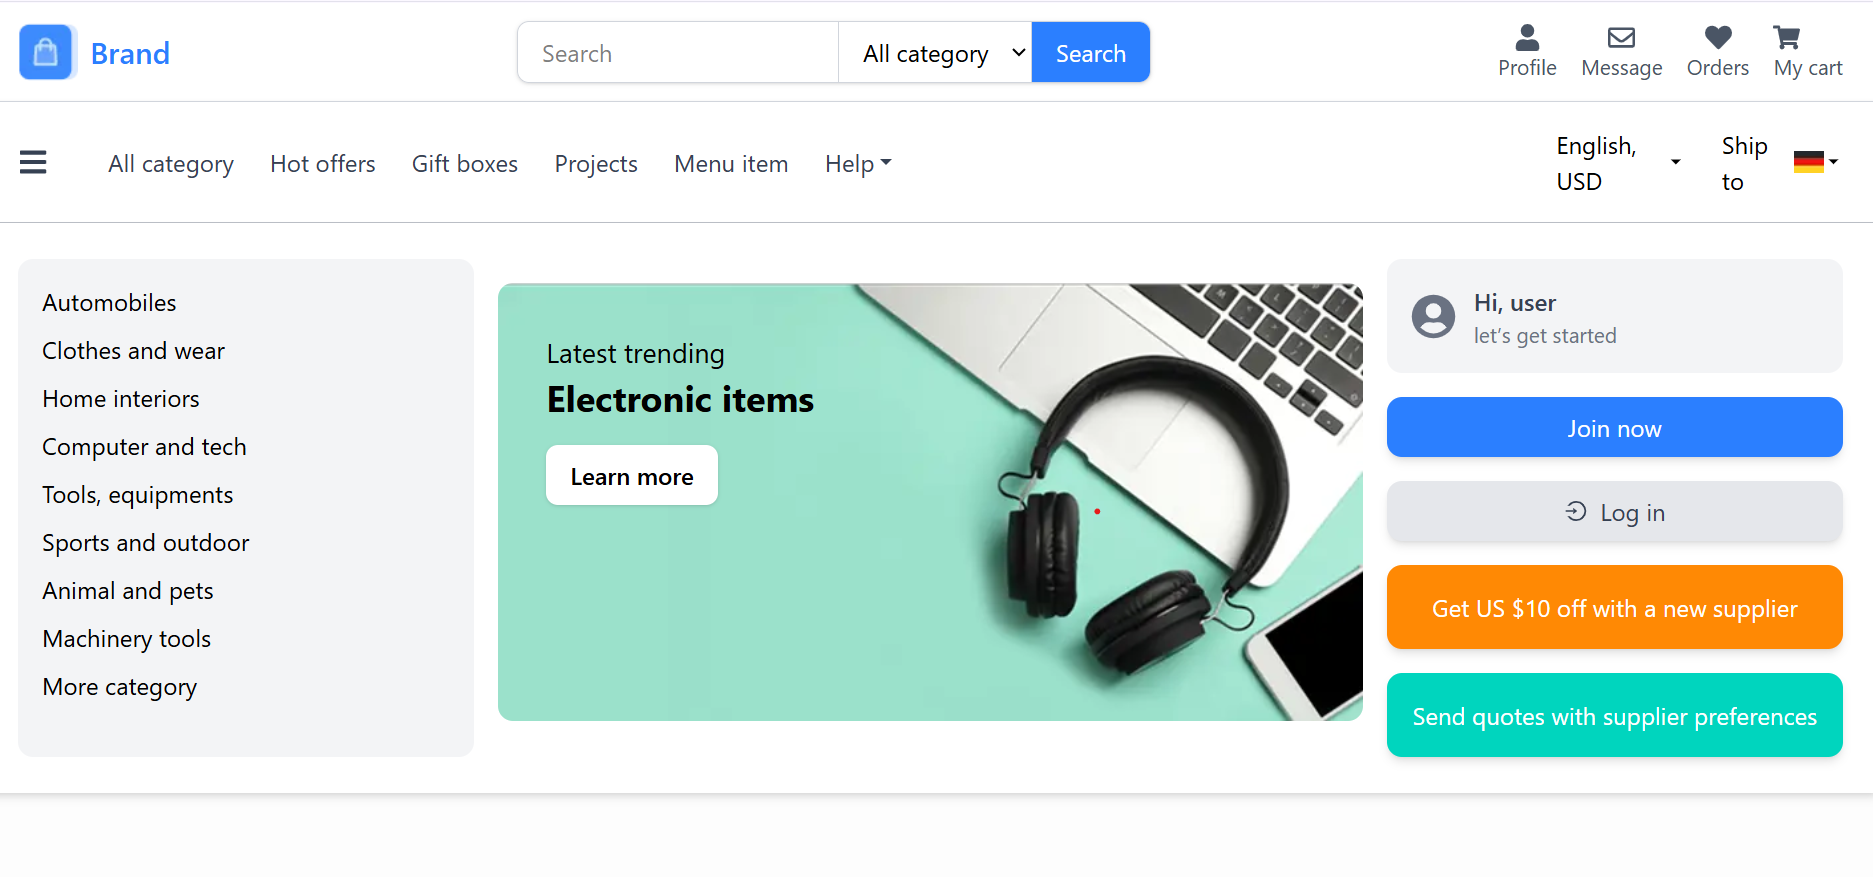 Brand
Search
All category
Search
Profile
Message
Orders
My cart
All category
Hot offers
Gift boxes
Projects
Menu item
Help
English,
USD
Ship
to
Automobiles
Clothes and wear
Home interiors
Computer and tech
Tools, equipments
Sports and outdoor
Animal and pets
Machinery tools
More category
Latest trending
Electronic items
Learn more
Hi, user
let’s get started
Join now
Log in
Get US $10 off with a new supplier
Send quotes with supplier preferences